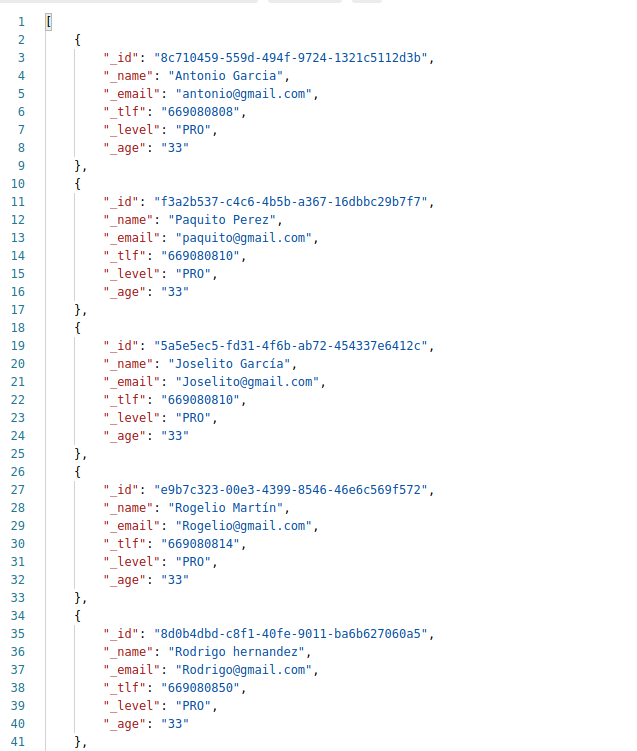 1 [
2 {
3 "_id": "8c710459-559d-494f-9724-1321c5112d3b",
4 "_name": "Antonio Garcia",
5 "_email": "antonio@gmail.com",
6 "_tlf": "669080808",
7 "_level": "PRO",
8 "_age": "33"
9 },
10 {
11 "_id": "f3a2b537-c4c6-4b5b-a367-16dbbc29b7f7",
12 "_name": "Paquito Perez",
13 "_email": "paquito@gmail.com",
14 "_tlf": "669080810",
15 "_level": "PRO",
16 "_age": "33"
17 },
18 {
19 "_id": "5a5e5ec5-fd31-4f6b-ab72-454337e6412c",
20 "_name": "Joselito García",
21 "_email": "Joselito@gmail.com",
22 "_tlf": "669080810",
23 "_level": "PRO",
24 "_age": "33"
25 },
26 {
27 "_id": "e9b7c323-00e3-4399-8546-46e6c569f572",
28 "_name": "Rogelio Martín",
29 "_email": "Rogelio@gmail.com",
30 "_tlf": "669080814",
31 "_level": "PRO",
32 "_age": "33"
33 },
34 {
35 "_id": "8d0b4dbd-c8f1-40fe-9011-ba6b627060a5",
36 "_name": "Rodrigo hernandez",
37 "_email": "Rodrigo@gmail.com",
38 "_tlf": "669080850",
39 "_level": "PRO",
40 "_age": "33"
41 },